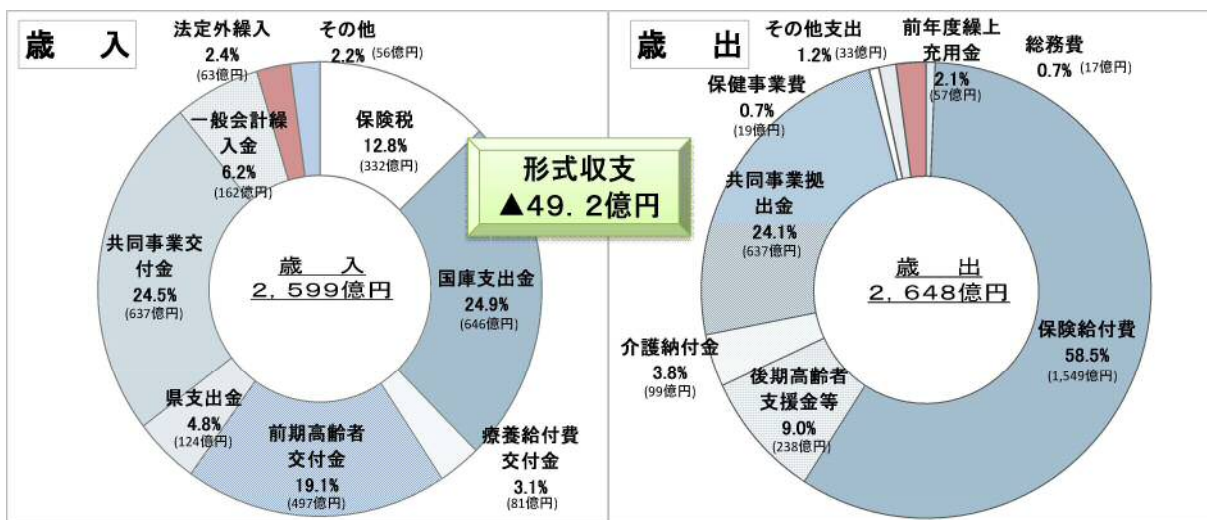 歳 入
法定外繰入
2.4%
(63億円)
その他
2.2% (56億円)
保険税
12.8%
(332億円)
一般会計繰
入金
6.2%
(162億円)
共同事業交
付金
24.5%
(637億円)
歳 入
2,599億円
国庫支出金
24.9%
(646億円)
県支出金
4.8%
(124億円)
前期高齢者
交付金
19.1%
(497億円)
療養給付費
交付金
3.1%
(81億円)
形式収支
▲49.2億円
歳 出
その他支出
1.2% (33億円)
前年度繰上
充用金
2.1%
(57億円)
総務費
0.7% (17億円)
保健事業費
0.7%
(19億円)
共同事業拠
出金
24.1%
(637億円)
歳 出
2,648億円
保険給付費
58.5%
(1,549億円)
介護納付金
3.8%
(99億円)
後期高齢者
支援金等
9.0%
(238億円)